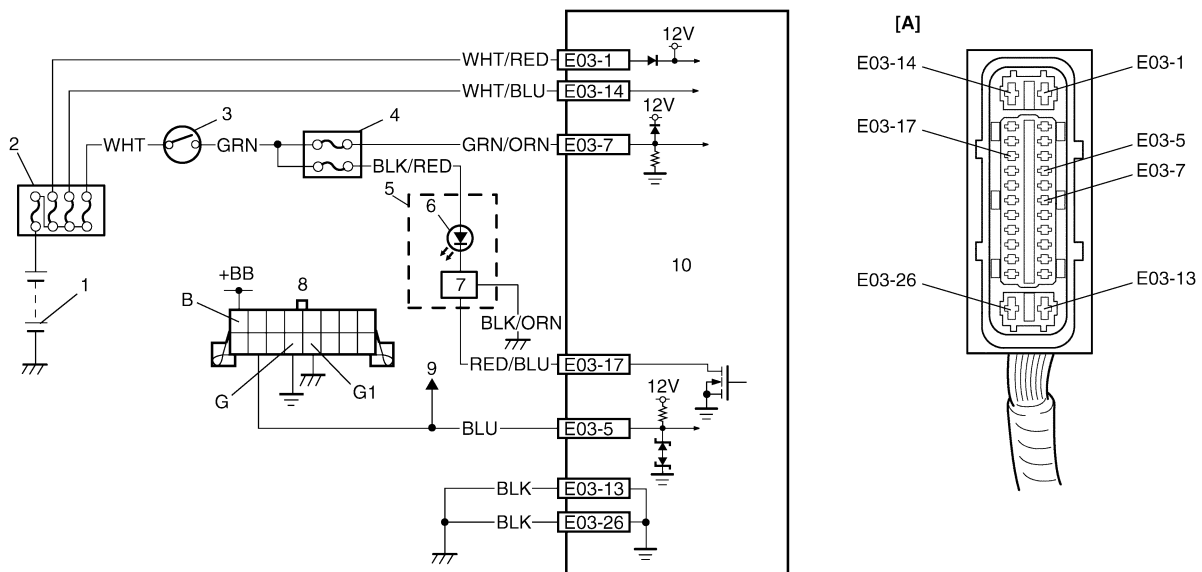 [A]
12V
WHT/RED
E03-1
WHT/BLU
E03-14
12V
3
4
2
WHT
GRN
GRN/ORN
E03-7
BLK/RED
5
6
7
10
1
+BB
8
B
BLK/ORN
RED/BLU
E03-17
G
G1
9
12V
BLU
E03-5
BLK
E03-13
BLK
E03-26
E03-14
E03-1
E03-17
E03-5
E03-7
E03-26
E03-13